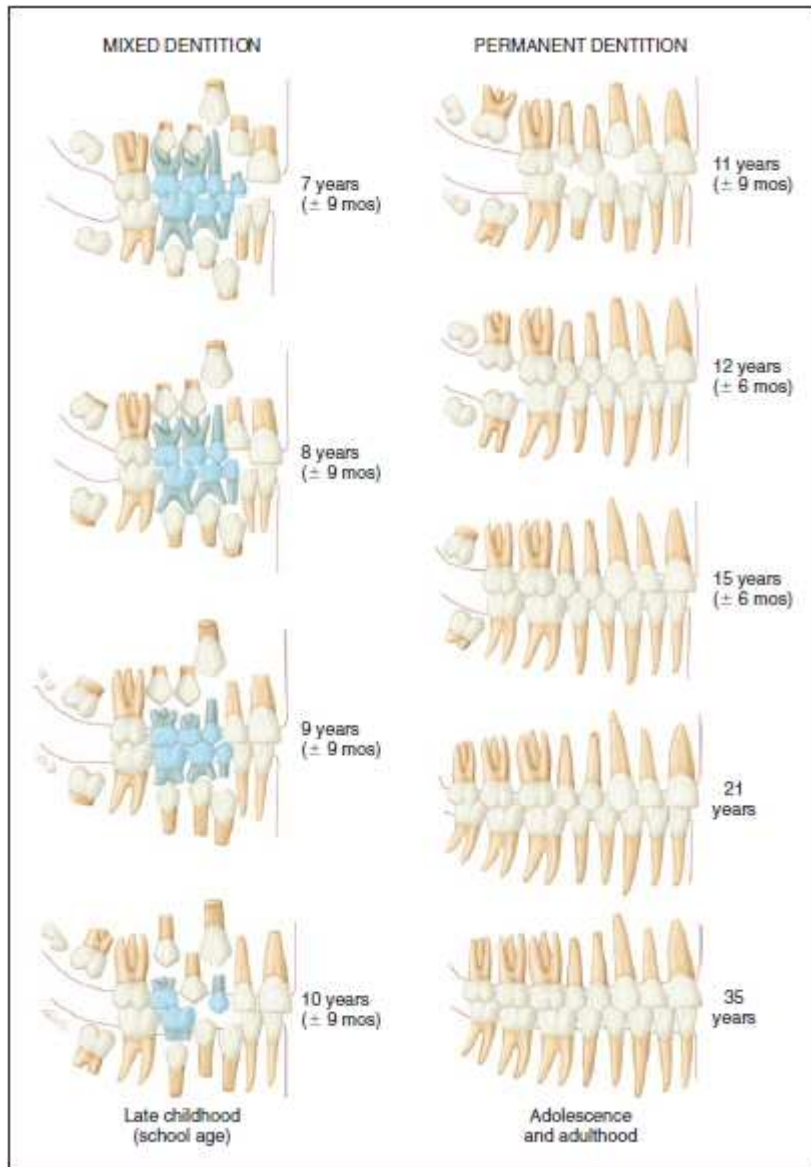 MIXED DENTITION
7 years
(± 9 mos)
8 years
(± 9 mos)
9 years
(± 9 mos)
10 years
(± 9 mos)
Late childhood
(school age)
PERMANENT DENTITION
11 years
(± 9 mos)
12 years
(± 6 mos)
15 years
(± 6 mos)
21
years
35
years
Adolescence
and adulthood